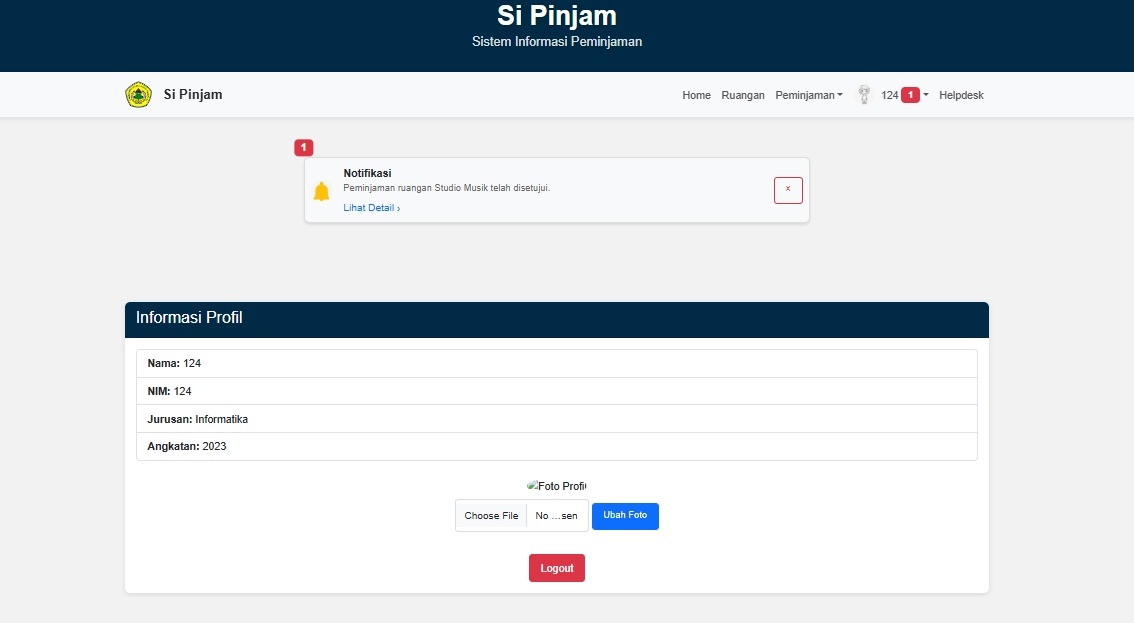 Si Pinjam
Sistem Informasi Peminjaman
Si Pinjam
Home Ruangan Peminjaman 124 1 Helpdesk
1
Notifikasi
Peminjaman ruangan Studio Musik telah disetujui.
Lihat Detail ›
×
Informasi Profil
Nama: 124
NIM: 124
Jurusan: Informatika
Angkatan: 2023
Foto Profil
Choose File No ...sen Ubah Foto
Logout